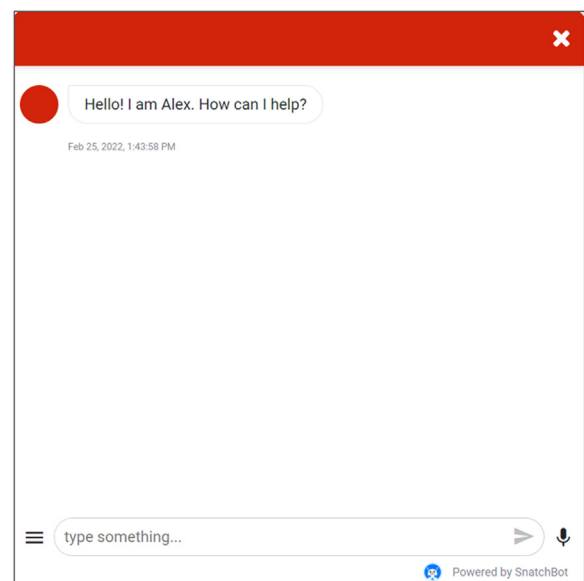 Hello! I am Alex. How can I help?
Feb 25, 2022, 1:43:58 PM
type something...
Powered by SnatchBot